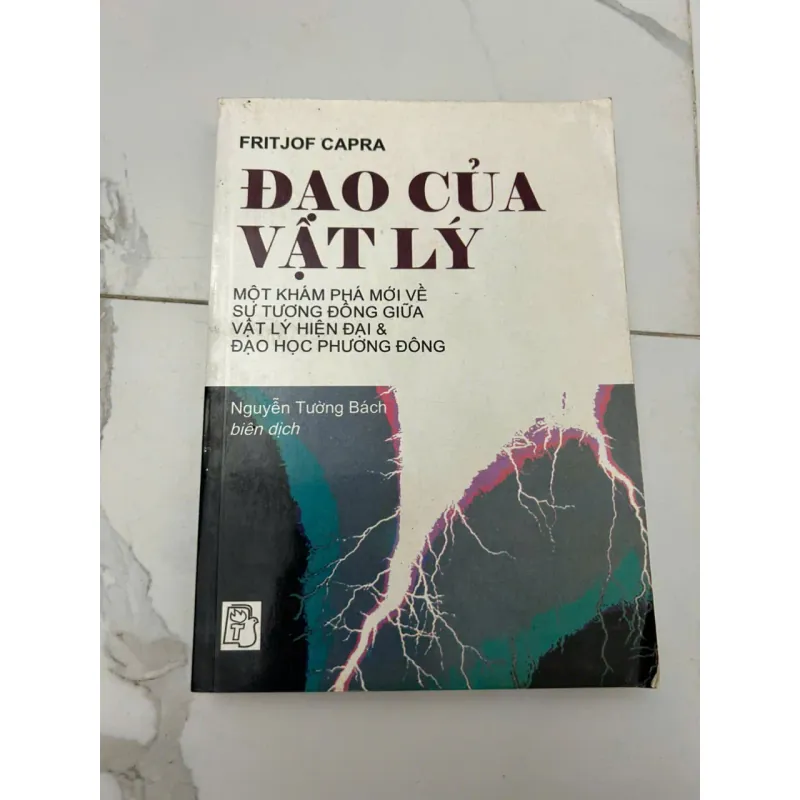 FRITJOF CAPRA
ĐẠO CỦA
VẬT LÝ
MỘT KHÁM PHÁ MỚI VỀ
SỰ TƯƠNG ĐỒNG GIỮA
VẬT LÝ HIỆN ĐẠI &
ĐẠO HỌC PHƯƠNG ĐÔNG
Nguyễn Tường Bách
biên dịch
T